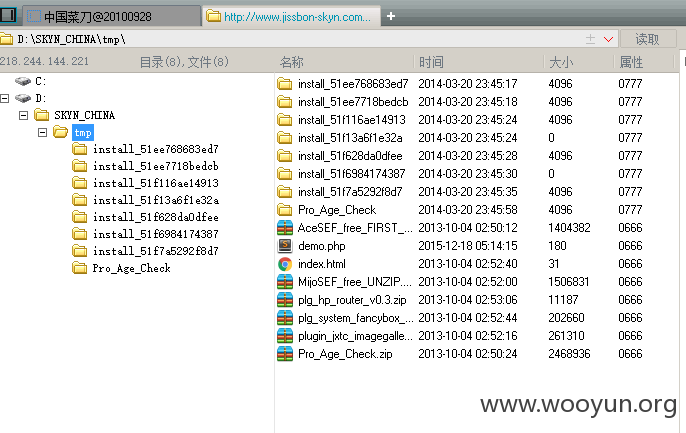 中国菜刀@20100928 http://www.jissbon-skyn.com... +
D:\SKYN_CHINA\tmp\ 读取
218.244.144.221 目录(8),文件(8) 名称 时间 大小 属性
C:
D:
SKYN_CHINA
tmp
install_51ee768683ed7
install_51ee7718bedcb
install_51f116ae14913
install_51f13a6f1e32a
install_51f628da0dfee
install_51f6984174387
install_51f7a5292f8d7
Pro_Age_Check
install_51ee768683ed7 2014-03-20 23:45:17 4096 0777
install_51ee7718bedcb 2014-03-20 23:45:18 4096 0777
install_51f116ae14913 2014-03-20 23:45:24 4096 0777
install_51f13a6f1e32a 2014-03-20 23:45:24 0 0777
install_51f628da0dfee 2014-03-20 23:45:28 4096 0777
install_51f6984174387 2014-03-20 23:45:30 0 0777
install_51f7a5292f8d7 2014-03-20 23:45:35 4096 0777
Pro_Age_Check 2014-03-20 23:45:58 4096 0777
AceSEF_free_FIRST_... 2013-10-04 02:50:12 1404382 0666
demo.php 2015-12-18 05:14:15 180 0666
index.html 2013-10-04 02:52:40 31 0666
MijoSEF_free_UNZIP... 2013-10-04 02:52:00 1506831 0666
plg_hp_router_v0.3.zip 2013-10-04 02:53:06 11187 0666
plg_system_fancybox_... 2013-10-04 02:52:44 202660 0666
plugin_jxtc_imagegalle... 2013-10-04 02:52:16 261310 0666
Pro_Age_Check.zip 2013-10-04 02:50:24 2468936 0666
www.wooyun.org